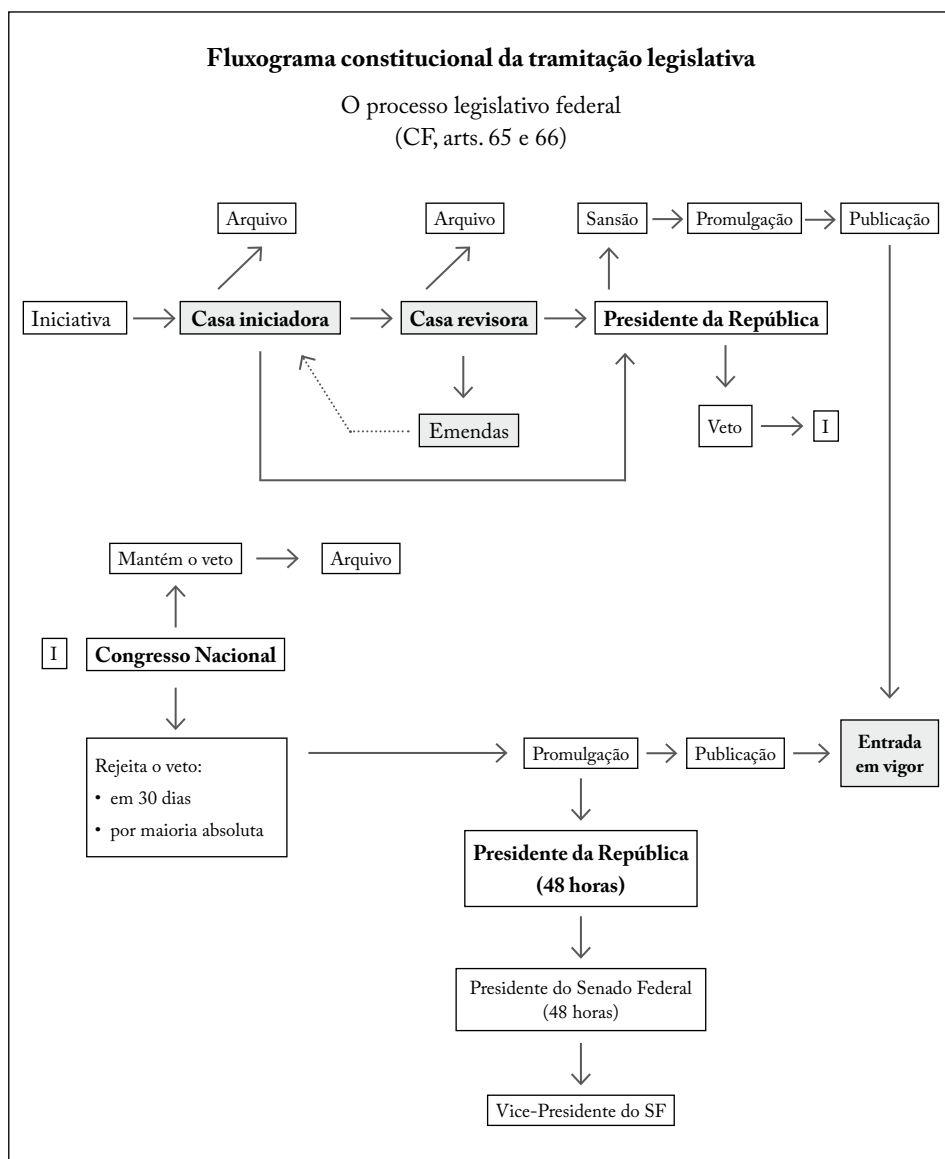 Fluxograma constitucional da tramitação legislativa
O processo legislativo federal
(CF, arts. 65 e 66)
Arquivo
Arquivo
Sansão
Promulgação
Publicação
Iniciativa
Casa iniciadora
Casa revisora
Presidente da República
Emendas
Veto
I
Mantém o veto
Arquivo
I
Congresso Nacional
Rejeita o veto:
• em 30 dias
• por maioria absoluta
Promulgação
Publicação
Entrada
em vigor
Presidente da República
(48 horas)
Presidente do Senado Federal
(48 horas)
Vice-Presidente do SF